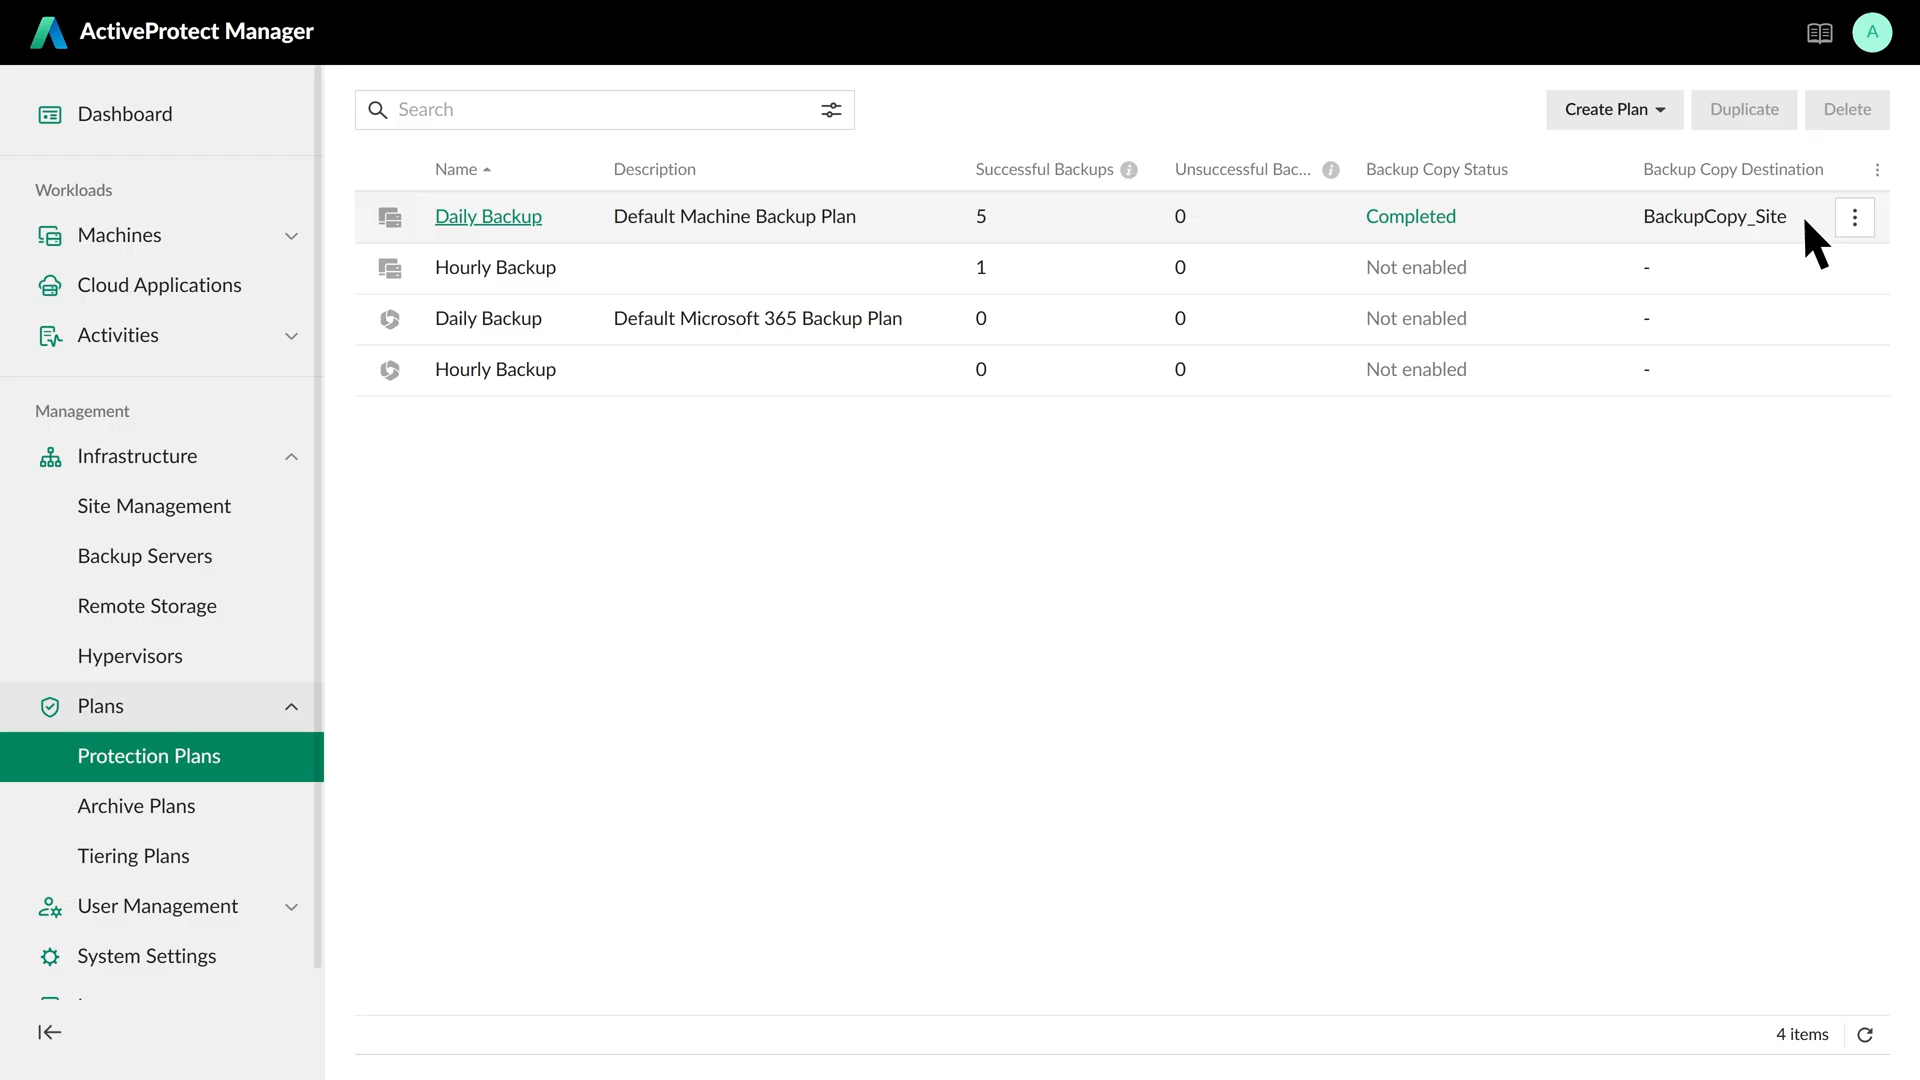 ActiveProtect Manager
A
Dashboard
Workloads
Machines
Cloud Applications
Activities
Management
Infrastructure
Site Management
Backup Servers
Remote Storage
Hypervisors
Plans
Protection Plans
Archive Plans
Tiering Plans
User Management
System Settings
Search
Create Plan
Duplicate
Delete
Name Description Successful Backups Unsuccessful Bac... Backup Copy Status Backup Copy Destination
Daily Backup Default Machine Backup Plan 5 0 Completed BackupCopy_Site
Hourly Backup 1 0 Not enabled -
Daily Backup Default Microsoft 365 Backup Plan 0 0 Not enabled -
Hourly Backup 0 0 Not enabled -
4 items